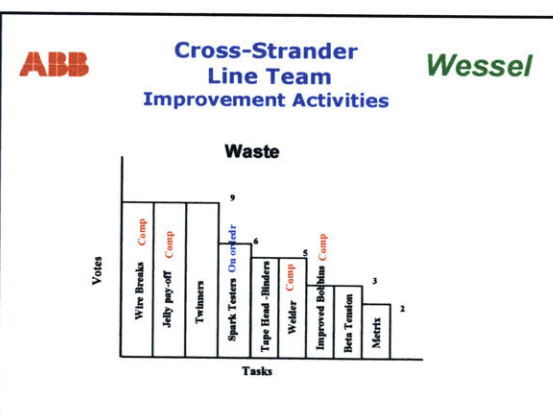 ABB
Cross-Strander
Line Team
Improvement Activities
Wessel
Waste
Votes
Wire Breaks Comp
Jelly pay-off Comp
Twinners
9
Spark Testers On ordedr
6
Tape Head -Binders
Welder Comp
5
Improved Bobbins Comp
Beta Tension
3
Metrix
2
Tasks